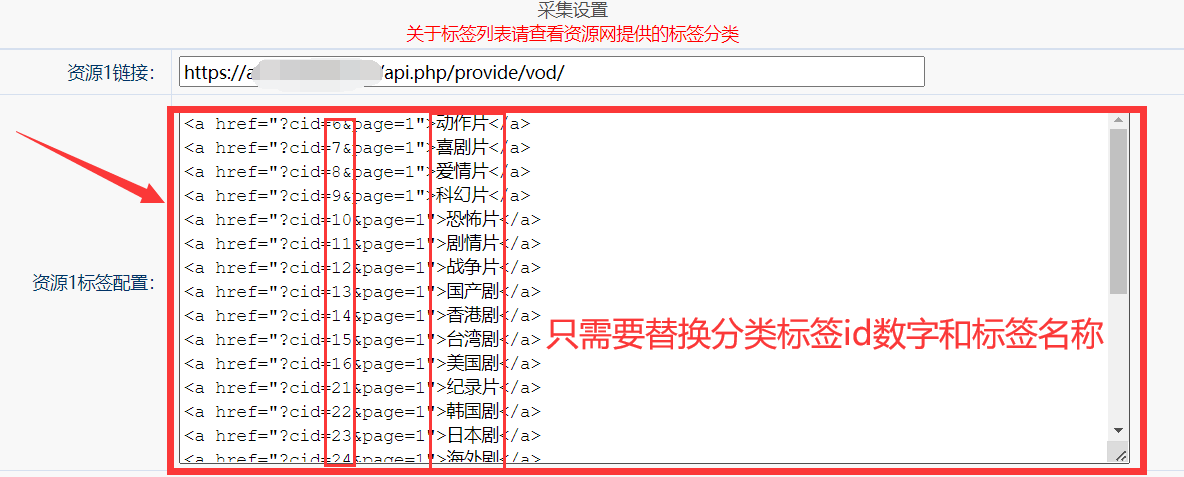 采集设置
关于标签列表请查看资源网提供的标签分类
资源1链接：
https://a /api.php/provide/vod/
资源1标签配置：
<a href="?cid=6&page=1">动作片</a>
<a href="?cid=7&page=1">喜剧片</a>
<a href="?cid=8&page=1">爱情片</a>
<a href="?cid=9&page=1">科幻片</a>
<a href="?cid=10&page=1">恐怖片</a>
<a href="?cid=11&page=1">剧情片</a>
<a href="?cid=12&page=1">战争片</a>
<a href="?cid=13&page=1">国产剧</a>
<a href="?cid=14&page=1">香港剧</a>
<a href="?cid=15&page=1">台湾剧</a>
<a href="?cid=16&page=1">美国剧</a>
<a href="?cid=21&page=1">纪录片</a>
<a href="?cid=22&page=1">韩国剧</a>
<a href="?cid=23&page=1">日本剧</a>
<a href="?cid=24&page=1">海外剧</a>
只需要替换分类标签id数字和标签名称